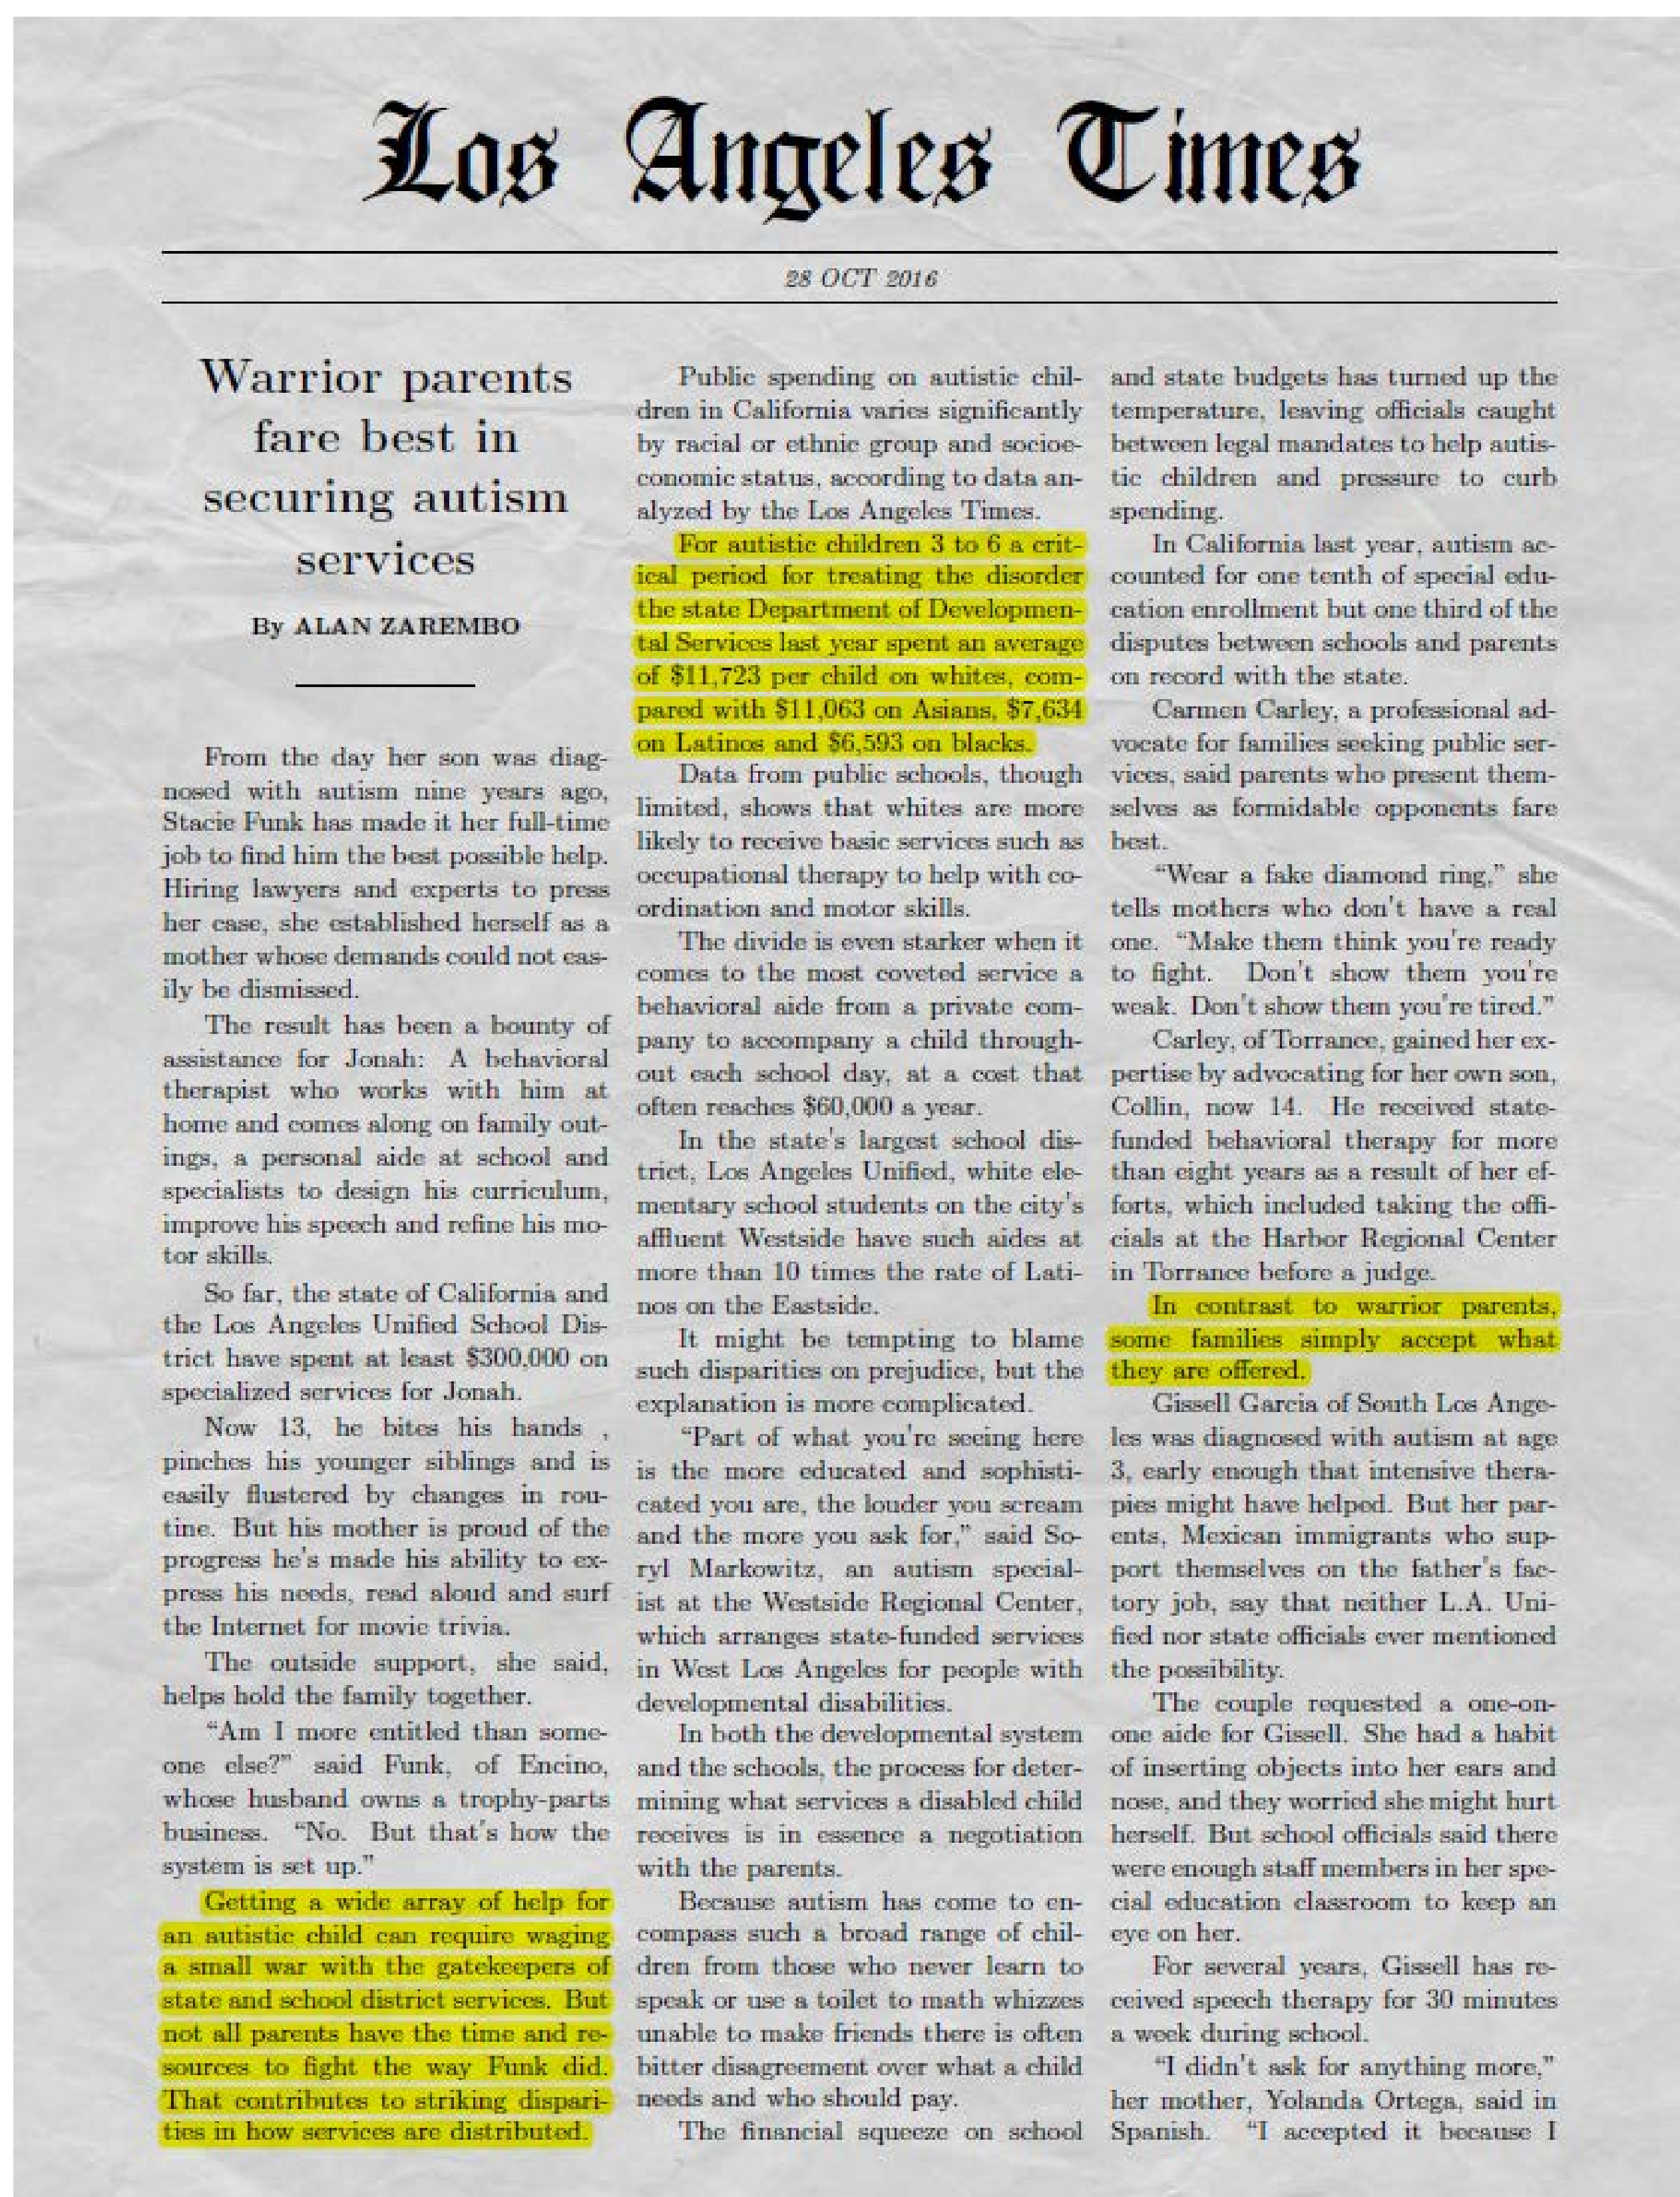 Los Angeles Times
28 OCT 2016
Warrior parents
fare best in
securing autism
services
By ALAN ZAREMBO
From the day her son was diag-
nosed with autism nine years ago,
Stacie Funk has made it her full-time
job to find him the best possible help.
Hiring lawyers and experts to press
her case, she established herself as a
mother whose demands could not eas-
ily be dismissed.
The result has been a bounty of
assistance for Jonah: A behavioral
therapist who works with him at
home and comes along on family out-
ings, a personal aide at school and
specialists to design his curriculum,
improve his speech and refine his mo-
tor skills.
So far, the state of California and
the Los Angeles Unified School Dis-
trict have spent at least $300,000 on
specialized services for Jonah.
Now 13, he bites his hands ,
pinches his younger siblings and is
easily flustered by changes in rou-
tine. But his mother is proud of the
progress he's made his ability to ex-
press his needs, read aloud and surf
the Internet for movie trivia.
The outside support, she said,
helps hold the family together.
"Am I more entitled than some-
one else?" said Funk, of Encino,
whose husband owns a trophy-parts
business. "No. But that's how the
system is set up."
Getting a wide array of help for
an autistic child can require waging
a small war with the gatekeepers of
state and school district services. But
not all parents have the time and re-
sources to fight the way Funk did.
That contributes to striking dispari-
ties in how services are distributed.
Public spending on autistic chil-
dren in California varies significantly
by racial or ethnic group and socioe-
conomic status, according to data an-
alyzed by the Los Angeles Times.
For autistic children 3 to 6 a crit-
ical period for treating the disorder
the state Department of Developmen-
tal Services last year spent an average
of $11,723 per child on whites, com-
pared with $11,063 on Asians, $7,634
on Latinos and $6,593 on blacks.
Data from public schools, though
limited, shows that whites are more
likely to receive basic services such as
occupational therapy to help with co-
ordination and motor skills.
The divide is even starker when it
comes to the most coveted service a
behavioral aide from a private com-
pany to accompany a child through-
out each school day, at a cost that
often reaches $60,000 a year.
In the state's largest school dis-
trict, Los Angeles Unified, white ele-
mentary school students on the city's
affluent Westside have such aides at
more than 10 times the rate of Lati-
nos on the Eastside.
It might be tempting to blame
such disparities on prejudice, but the
explanation is more complicated.
"Part of what you're seeing here
is the more educated and sophisti-
cated you are, the louder you scream
and the more you ask for," said So-
ryl Markowitz, an autism special-
ist at the Westside Regional Center,
which arranges state-funded services
in West Los Angeles for people with
developmental disabilities.
In both the developmental system
and the schools, the process for deter-
mining what services a disabled child
receives is in essence a negotiation
with the parents.
Because autism has come to en-
compass such a broad range of chil-
dren from those who never learn to
speak or use a toilet to math whizzes
unable to make friends there is often
bitter disagreement over what a child
needs and who should pay.
The financial squeeze on school
and state budgets has turned up the
temperature, leaving officials caught
between legal mandates to help autis-
tic children and pressure to curb
spending.
In California last year, autism ac-
counted for one tenth of special edu-
cation enrollment but one third of the
disputes between schools and parents
on record with the state.
Carmen Carley, a professional ad-
vocate for families seeking public ser-
vices, said parents who present them-
selves as formidable opponents fare
best.
"Wear a fake diamond ring," she
tells mothers who don't have a real
one. "Make them think you're ready
to fight. Don't show them you're
weak. Don't show them you're tired."
Carley, of Torrance, gained her ex-
pertise by advocating for her own son,
Collin, now 14. He received state-
funded behavioral therapy for more
than eight years as a result of her ef-
forts, which included taking the offi-
cials at the Harbor Regional Center
in Torrance before a judge.
In contrast to warrior parents,
some families simply accept what
they are offered.
Gissell Garcia of South Los Ange-
les was diagnosed with autism at age
3, early enough that intensive thera-
pies might have helped. But her par-
ents, Mexican immigrants who sup-
port themselves on the father's fac-
tory job, say that neither L.A. Uni-
fied nor state officials ever mentioned
the possibility.
The couple requested a one-on-
one aide for Gissell. She had a habit
of inserting objects into her ears and
nose, and they worried she might hurt
herself. But school officials said there
were enough staff members in her spe-
cial education classroom to keep an
eye on her.
For several years, Gissell has re-
ceived speech therapy for 30 minutes
a week during school.
"I didn't ask for anything more,"
her mother, Yolanda Ortega, said in
Spanish. "I accepted it because I